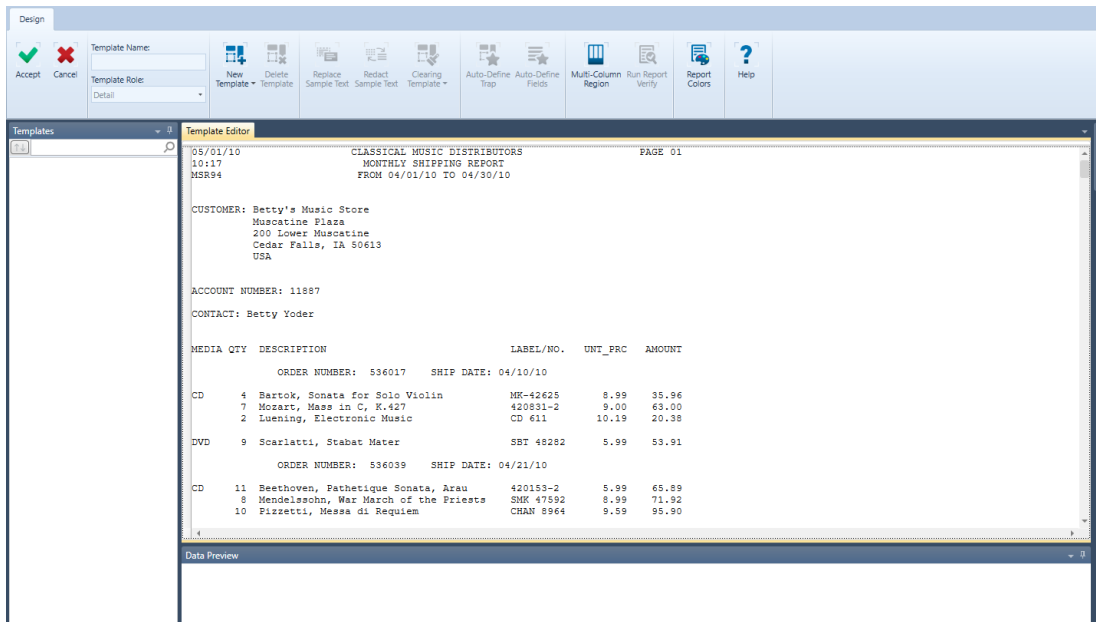 Design
Template Name:
Template Role:
Detail
Accept
Cancel
New Template
Delete Template
Replace Sample Text
Redact Sample Text
Clearing Template
Auto-Define Trap
Auto-Define Fields
Multi-Column Region
Run Report Verify
Report Colors
Help
Templates
Template Editor
05/01/10 CLASSICAL MUSIC DISTRIBUTORS PAGE 01
10:17 MONTHLY SHIPPING REPORT
MSR94 FROM 04/01/10 TO 04/30/10
CUSTOMER: Betty's Music Store
Muscatine Plaza
200 Lower Muscatine
Cedar Falls, IA 50613
USA
ACCOUNT NUMBER: 11887
CONTACT: Betty Yoder
MEDIA QTY DESCRIPTION LABEL/NO. UNT_PRC AMOUNT
ORDER NUMBER: 536017 SHIP DATE: 04/10/10
CD 4 Bartok, Sonata for Solo Violin MK-42625 8.99 35.96
7 Mozart, Mass in C, K.427 420831-2 9.00 63.00
2 Luening, Electronic Music CD 611 10.19 20.38
DVD 9 Scarlatti, Stabat Mater SBT 48282 5.99 53.91
ORDER NUMBER: 536039 SHIP DATE: 04/21/10
CD 11 Beethoven, Pathetique Sonata, Arau 420153-2 5.99 65.89
8 Mendelssohn, War March of the Priests SMK 47592 8.99 71.92
10 Pizzetti, Messa di Requiem CHAN 8964 9.59 95.90
Data Preview